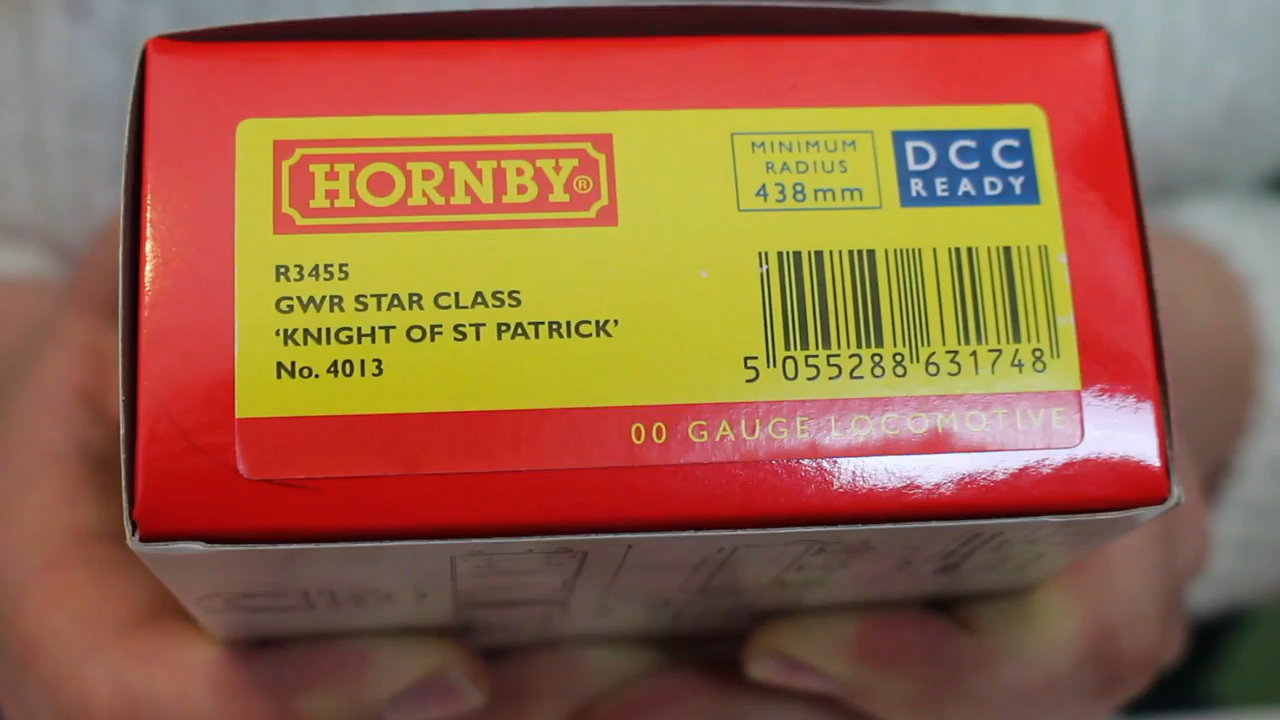 HORNBY®
MINIMUM
RADIUS
438mm
DCC
READY
R3455
GWR STAR CLASS
‘KNIGHT OF ST PATRICK’
No. 4013
5 055288 631748
00 GAUGE LOCOMOTIVE